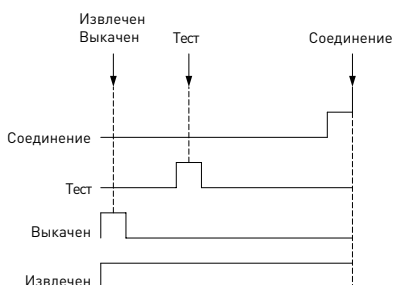 Извлечен
Выкачен
Тест
Соединение
Соединение
Тест
Выкачен
Извлечен